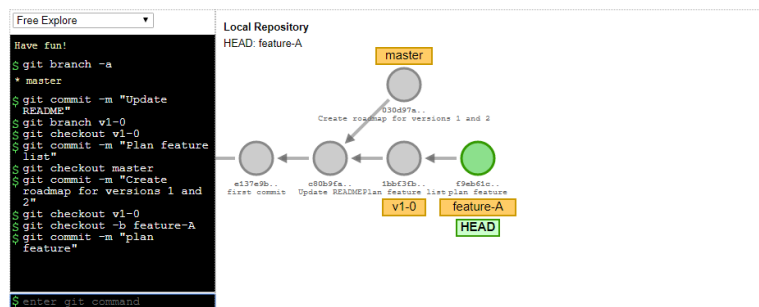 Free Explore
Have fun!
$ git branch -a
* master
$ git commit -m "Update
README"
$ git branch v1-0
$ git checkout v1-0
$ git commit -m "Plan feature
list"
$ git checkout master
$ git commit -m "Create
roadmap for versions 1 and
2"
$ git checkout v1-0
$ git checkout -b feature-A
$ git commit -m "plan
feature"
$ enter git command
Local Repository
HEAD: feature-A
master
030d97a..
Create roadmap for versions 1 and 2
e137e9b.. c80b9fa.. 1bbf3fb.. f9eb61c..
first commit Update README Plan feature list plan feature
v1-0 feature-A
HEAD